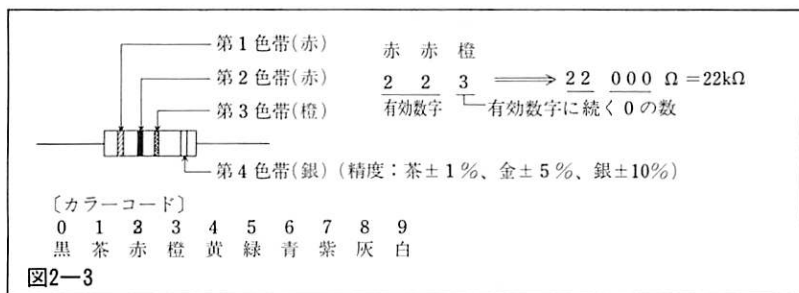 第1色帯(赤)
第2色帯(赤)
第3色帯(橙)
第4色帯(銀)(精度:茶±1%、金±5%、銀±10%)
赤 赤 橙
2 2 3 ⟹ 22 000 Ω=22kΩ
有効数字 有効数字に続く0の数
〔カラーコード〕
0 1 2 3 4 5 6 7 8 9
黒 茶 赤 橙 黄 緑 青 紫 灰 白
図2―3